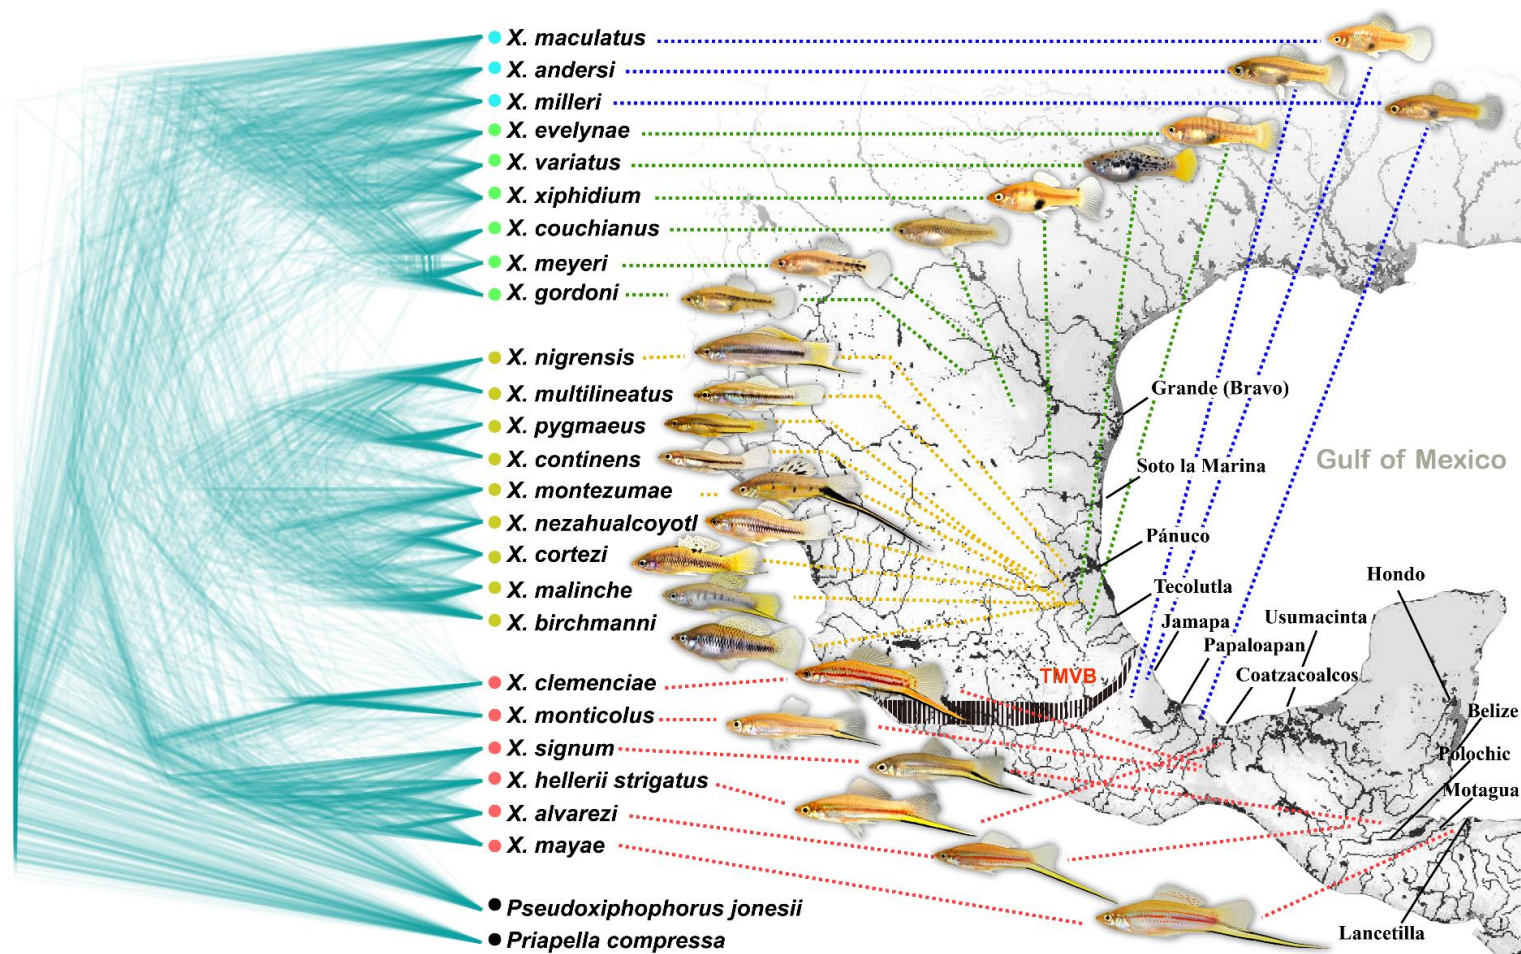 X. maculatus
X. andersi
X. milleri
X. evelynae
X. variatus
X. xiphidium
X. couchianus
X. meyeri
X. gordoni
X. nigrensis
X. multilineatus
X. pygmaeus
X. continens
X. montezumae
X. nezahualcoyotl
X. cortezi
X. malinche
X. birchmanni
X. clemenciae
X. monticolus
X. signum
X. hellerii strigatus
X. alvarezi
X. mayae
Pseudoxiphophorus jonesii
Priapella compressa
Grande (Bravo)
Gulf of Mexico
Soto la Marina
Pánuco
Tecolutla
Hondo
Jamapa
Usumacinta
Papaloapan
TMVB
Coatzacoalcos
Belize
Polochic
Motagua
Lancetilla